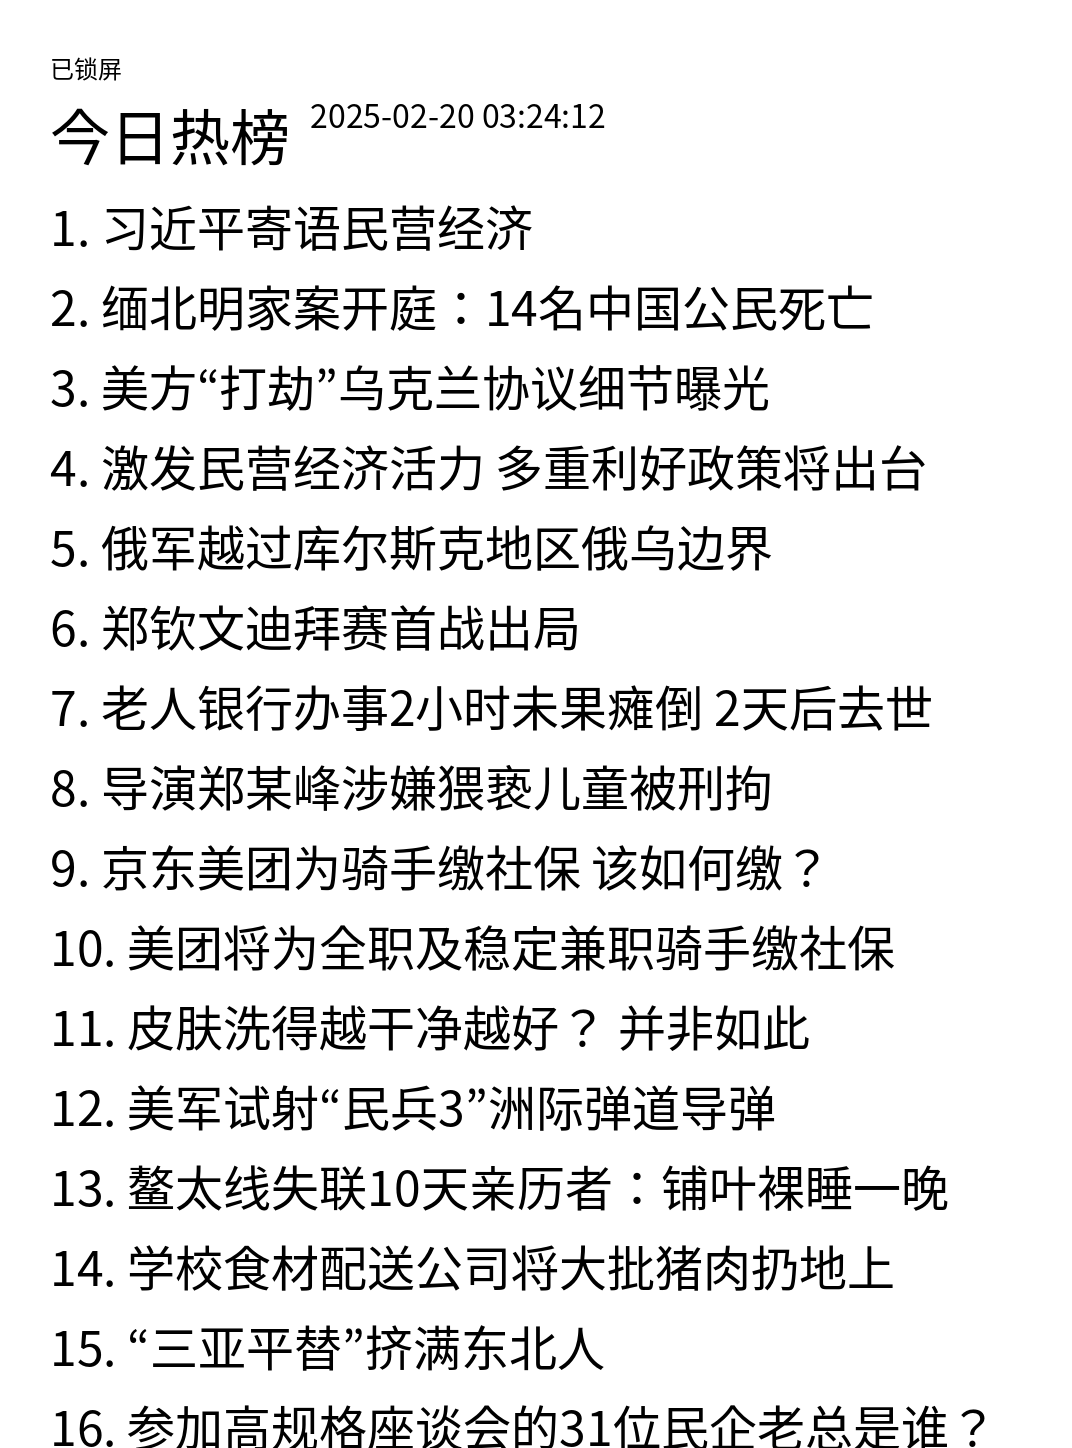 已锁屏
今日热榜 2025-02-20 03:24:12
1. 习近平寄语民营经济
2. 缅北明家案开庭：14名中国公民死亡
3. 美方“打劫”乌克兰协议细节曝光
4. 激发民营经济活力 多重利好政策将出台
5. 俄军越过库尔斯克地区俄乌边界
6. 郑钦文迪拜赛首战出局
7. 老人银行办事2小时未果瘫倒 2天后去世
8. 导演郑某峰涉嫌猥亵儿童被刑拘
9. 京东美团为骑手缴社保 该如何缴？
10. 美团将为全职及稳定兼职骑手缴社保
11. 皮肤洗得越干净越好？ 并非如此
12. 美军试射“民兵3”洲际弹道导弹
13. 鳌太线失联10天亲历者：铺叶裸睡一晚
14. 学校食材配送公司将大批猪肉扔地上
15. “三亚平替”挤满东北人
16. 参加高规格座谈会的31位民企老总是谁？